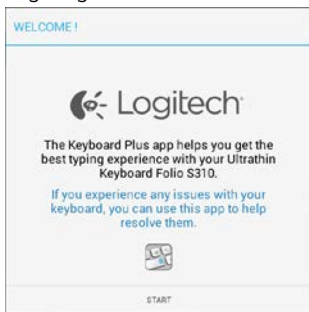 WELCOME !
Logitech
The Keyboard Plus app helps you get the
best typing experience with your Ultrathin
Keyboard Folio S310.
If you experience any issues with your
keyboard, you can use this app to help
resolve them.
START